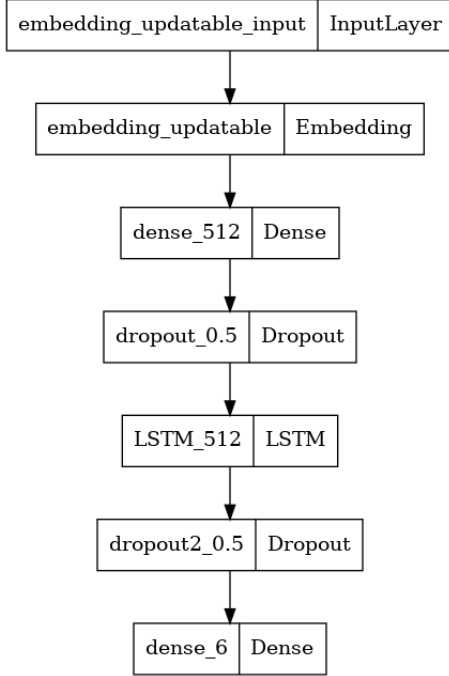 embedding_updatable_input InputLayer
embedding_updatable Embedding
dense_512 Dense
dropout_0.5 Dropout
LSTM_512 LSTM
dropout2_0.5 Dropout
dense_6 Dense